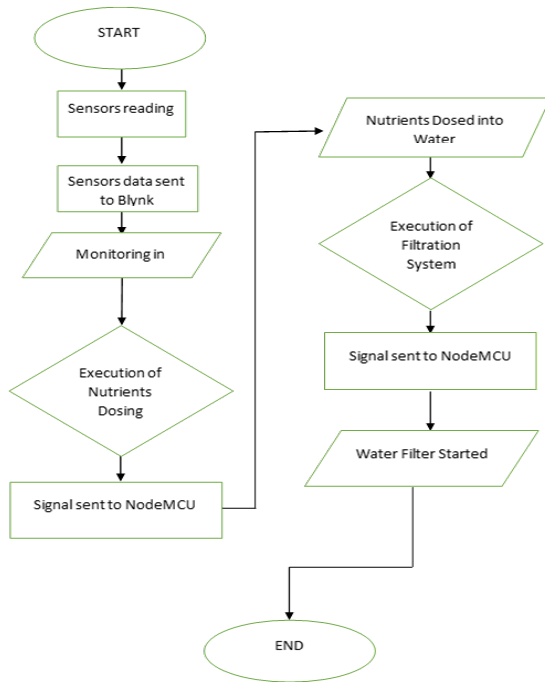 START
Sensors reading
Sensors data sent
to Blynk
Monitoring in
Execution of
Nutrients
Dosing
Signal sent to NodeMCU
Nutrients Dosed into
Water
Execution of
Filtration
System
Signal sent to NodeMCU
Water Filter Started
END